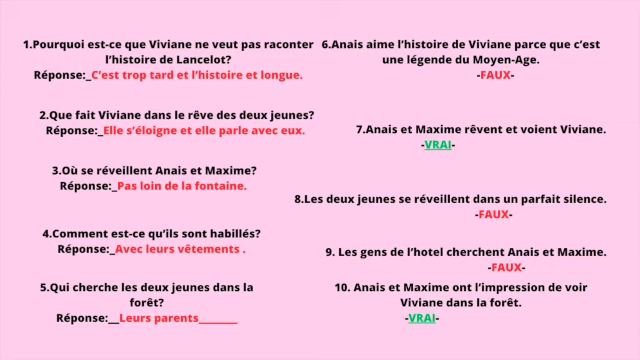 1.Pourquoi est-ce que Viviane ne veut pas raconter
l’histoire de Lancelot?
Réponse:_C’est trop tard et l’histoire et longue.
2.Que fait Viviane dans le rêve des deux jeunes?
Réponse:_Elle s’éloigne et elle parle avec eux.
3.Où se réveillent Anais et Maxime?
Réponse:_Pas loin de la fontaine.
4.Comment est-ce qu’ils sont habillés?
Réponse:_Avec leurs vêtements .
5.Qui cherche les deux jeunes dans la
forêt?
Réponse:__Leurs parents_______
6.Anais aime l’histoire de Viviane parce que c’est
une légende du Moyen-Age.
-FAUX-
7.Anais et Maxime rêvent et voient Viviane.
-VRAI-
8.Les deux jeunes se réveillent dans un parfait silence.
-FAUX-
9. Les gens de l’hotel cherchent Anais et Maxime.
-FAUX-
10. Anais et Maxime ont l’impression de voir
Viviane dans la forêt.
-VRAI-